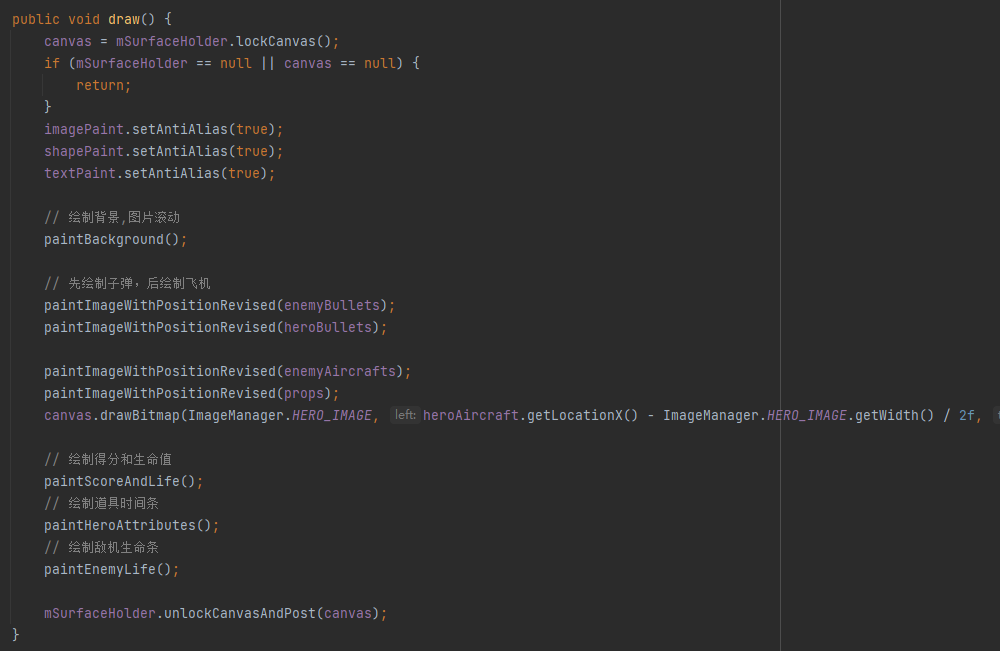 public void draw() {
    canvas = mSurfaceHolder.lockCanvas();
    if (mSurfaceHolder == null || canvas == null) {
        return;
    }
    imagePaint.setAntiAlias(true);
    shapePaint.setAntiAlias(true);
    textPaint.setAntiAlias(true);

    // 绘制背景,图片滚动
    paintBackground();

    // 先绘制子弹，后绘制飞机
    paintImageWithPositionRevised(enemyBullets);
    paintImageWithPositionRevised(heroBullets);

    paintImageWithPositionRevised(enemyAircrafts);
    paintImageWithPositionRevised(props);
    canvas.drawBitmap(ImageManager.HERO_IMAGE, left: heroAircraft.getLocationX() - ImageManager.HERO_IMAGE.getWidth() / 2f,

    // 绘制得分和生命值
    paintScoreAndLife();
    // 绘制道具时间条
    paintHeroAttributes();
    // 绘制敌机生命条
    paintEnemyLife();

    mSurfaceHolder.unlockCanvasAndPost(canvas);
}